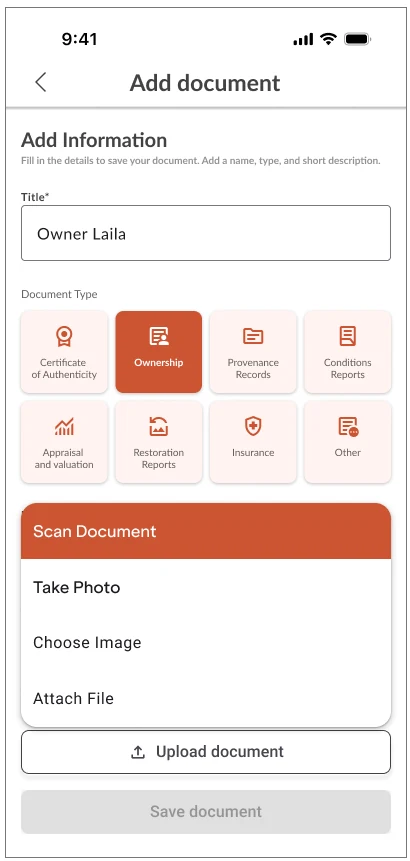 9:41
Add document
Add Information
Fill in the details to save your document. Add a name, type, and short description.
Title*
Owner Laila
Document Type
Certificate
of Authenticity
Ownership
Provenance
Records
Conditions
Reports
Appraisal
and valuation
Restoration
Reports
Insurance
Other
Scan Document
Take Photo
Choose Image
Attach File
Upload document
Save document